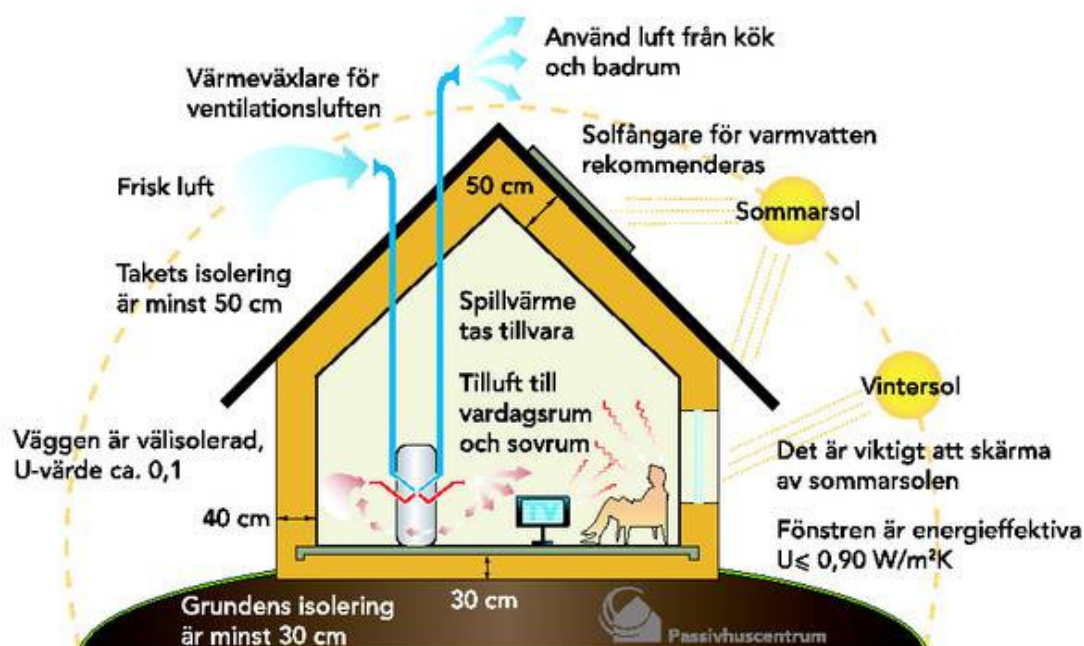 Använd luft från kök
och badrum
Värmeväxlare för
ventilationsluften
Solfångare för varmvatten
rekommenderas
Frisk luft
50 cm
Sommarsol
Takets isolering
är minst 50 cm
Spillvärme
tas tillvara
Tilluft till
vardagsrum
och sovrum
Vintersol
Väggen är välisolerad,
U-värde ca. 0,1
Det är viktigt att skärma
av sommarsolen
TV
40 cm
Fönstren är energieffektiva
U≤ 0,90 W/m²K
30 cm
Grundens isolering
är minst 30 cm
Passivhuscentrum